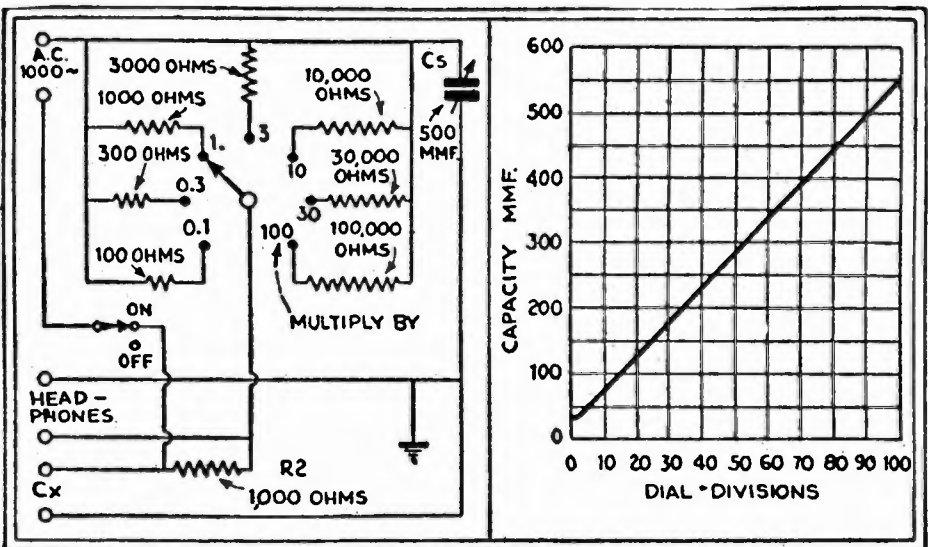 A.C.
1000~
3000 OHMS
1000 OHMS
300 OHMS
100 OHMS
1.
0.3
0.1
3
10
30
100
10,000
OHMS
30,000
OHMS
100,000
OHMS
Cs
500
MMF.
MULTIPLY BY
ON
OFF
HEAD-
PHONES
Cx
R2
1,000 OHMS
CAPACITY MMF.
600
500
400
300
200
100
0
0 10 20 30 40 50 60 70 80 90 100
DIAL - DIVISIONS